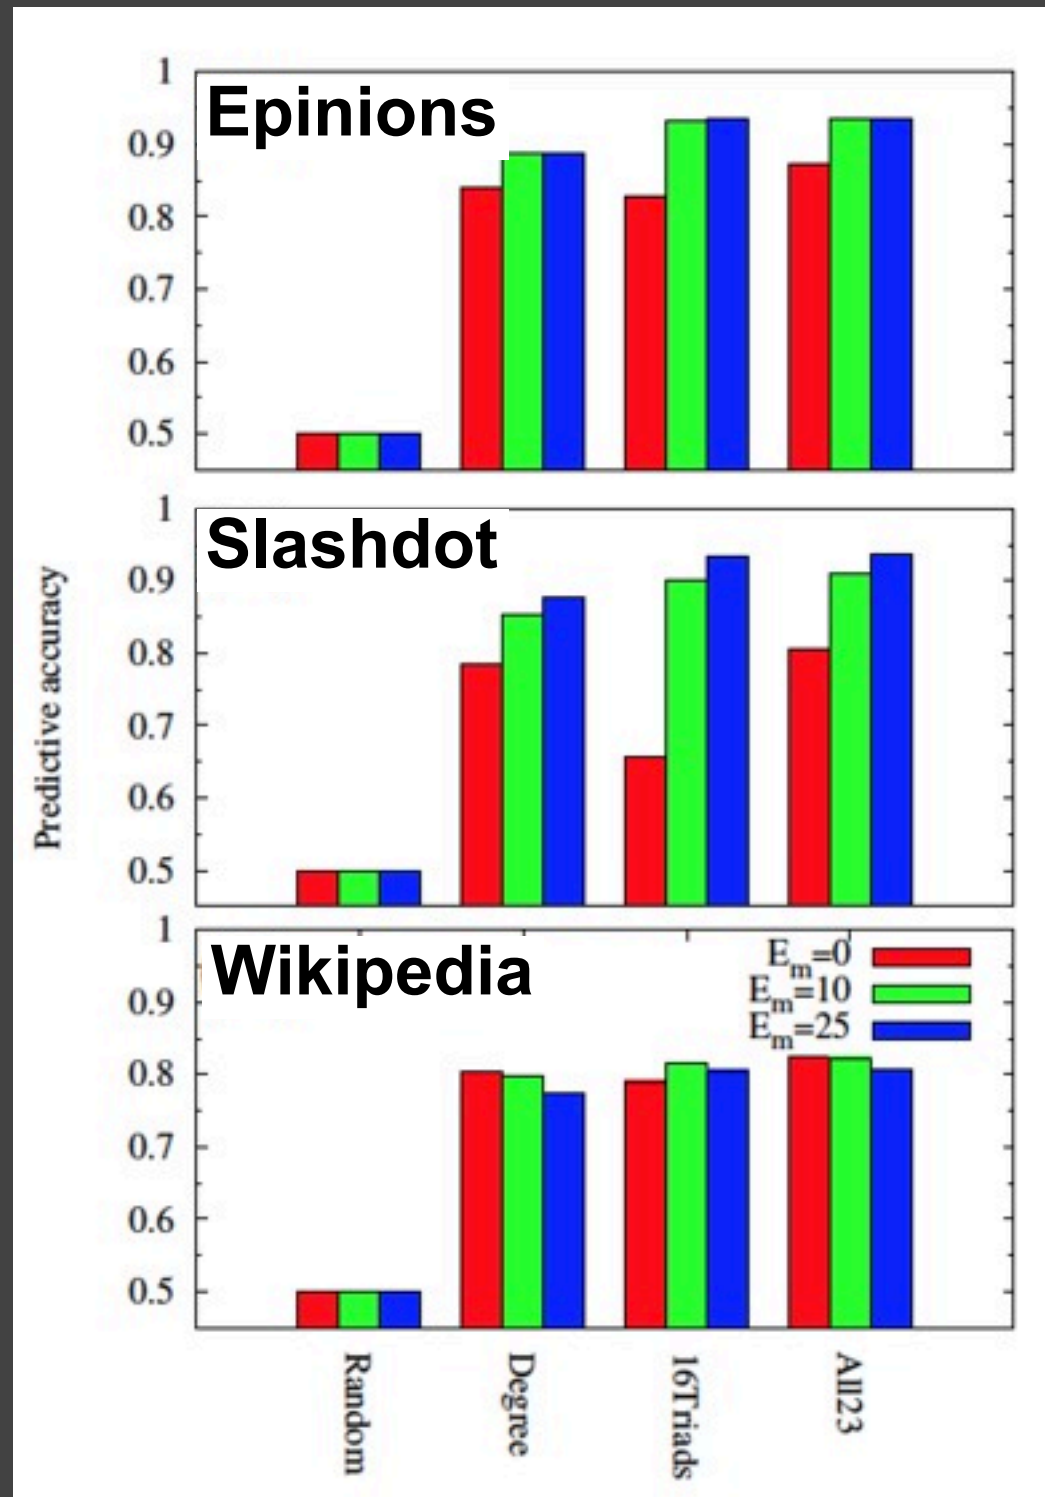 Epinions
1
0.9
0.8
0.7
0.6
0.5
Slashdot
1
0.9
0.8
0.7
0.6
0.5
Predictive accuracy
Wikipedia
1
0.9
0.8
0.7
0.6
0.5
Em=0
Em=10
Em=25
Random
Degree
16Triads
All23